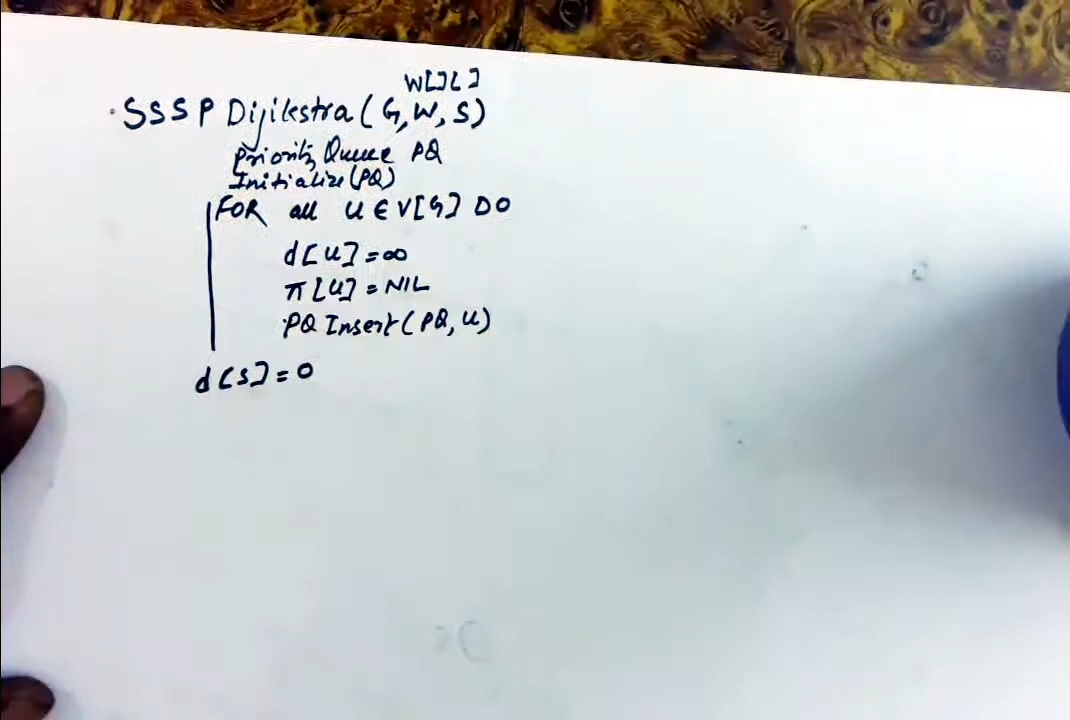 W[][]
SSSP Dijikstra(G,W,S)
Priority Queue PQ
Initialize(PQ)
FOR all u ∈ V[G] DO
d[u]=∞
π[u]=NIL
PQ Insert(PQ,u)
d[s]=0